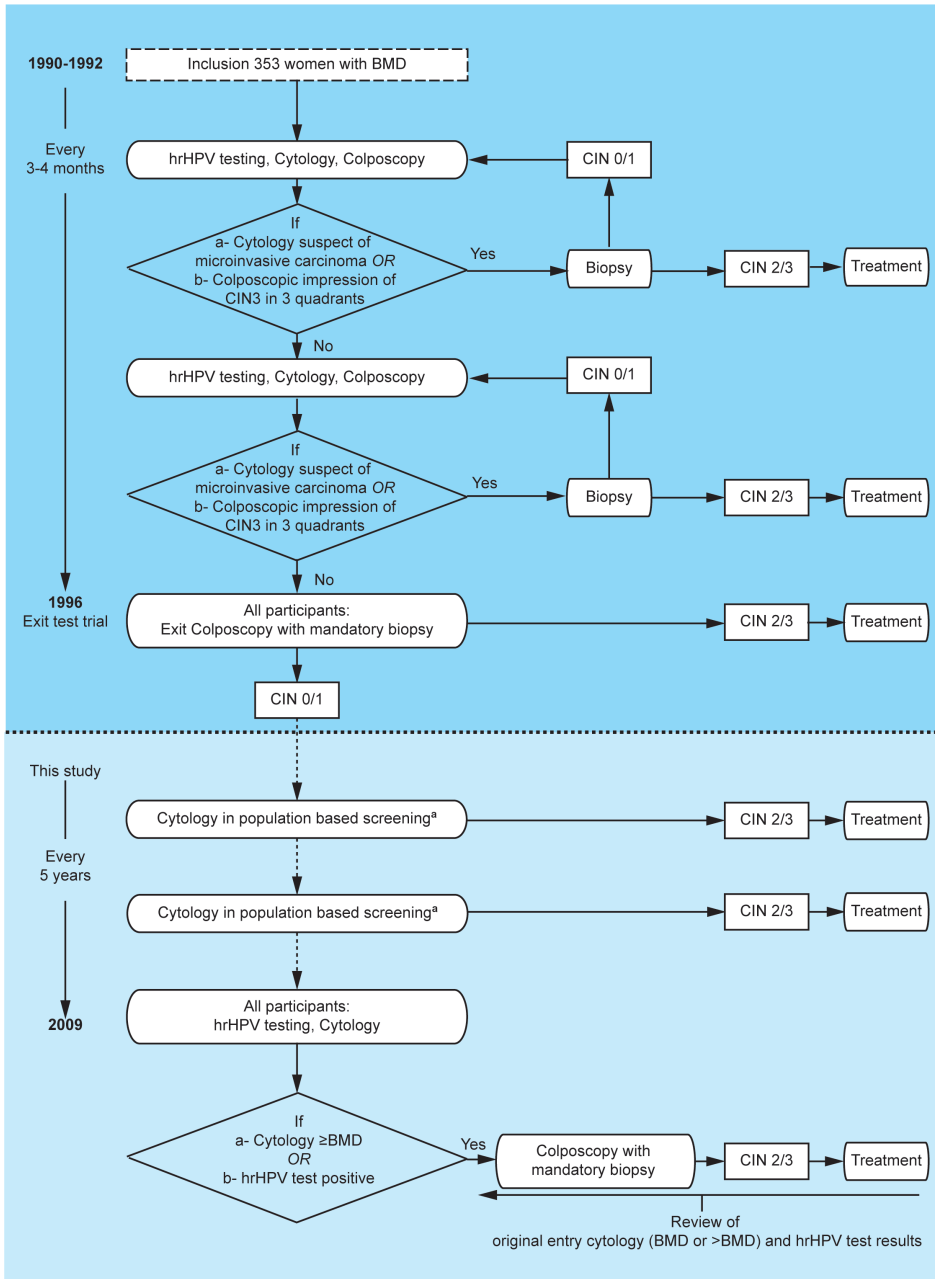 1990-1992
Inclusion 353 women with BMD
Every
3-4 months
hrHPV testing, Cytology, Colposcopy
CIN 0/1
If
a- Cytology suspect of
microinvasive carcinoma OR
b- Colposcopic impression of
CIN3 in 3 quadrants
Yes
Biopsy
CIN 2/3
Treatment
No
hrHPV testing, Cytology, Colposcopy
CIN 0/1
If
a- Cytology suspect of
microinvasive carcinoma OR
b- Colposcopic impression of
CIN3 in 3 quadrants
Yes
Biopsy
CIN 2/3
Treatment
No
1996
Exit test trial
All participants:
Exit Colposcopy with mandatory biopsy
CIN 2/3
Treatment
CIN 0/1
This study
Cytology in population based screeningᵃ
CIN 2/3
Treatment
Every
5 years
Cytology in population based screeningᵃ
CIN 2/3
Treatment
All participants:
hrHPV testing, Cytology
2009
If
a- Cytology ≥BMD
OR
b- hrHPV test positive
Yes
Colposcopy with
mandatory biopsy
CIN 2/3
Treatment
Review of
original entry cytology (BMD or >BMD) and hrHPV test results